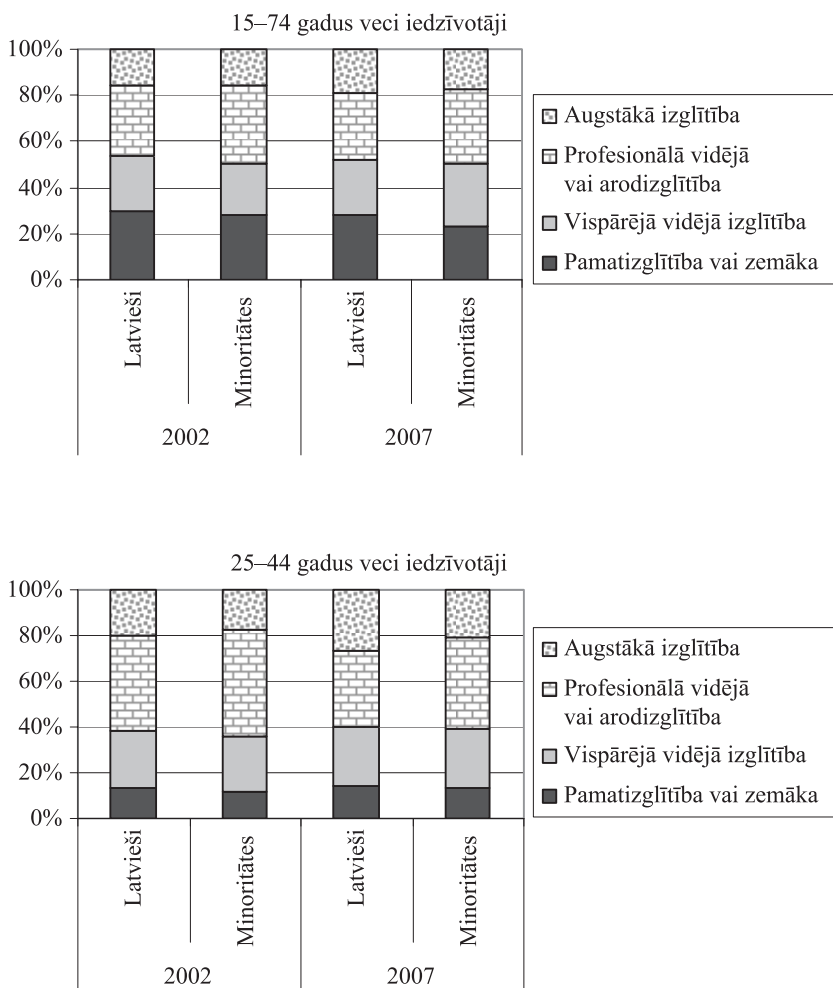 15–74 gadus veci iedzīvotāji
100%
80%
60%
40%
20%
0%
Latvieši
Minoritātes
Latvieši
Minoritātes
2002
2007
Augstākā izglītība
Profesionālā vidējā
vai arodizglītība
Vispārējā vidējā izglītība
Pamatizglītība vai zemāka
25–44 gadus veci iedzīvotāji
100%
80%
60%
40%
20%
0%
Latvieši
Minoritātes
Latvieši
Minoritātes
2002
2007
Augstākā izglītība
Profesionālā vidējā
vai arodizglītība
Vispārējā vidējā izglītība
Pamatizglītība vai zemāka